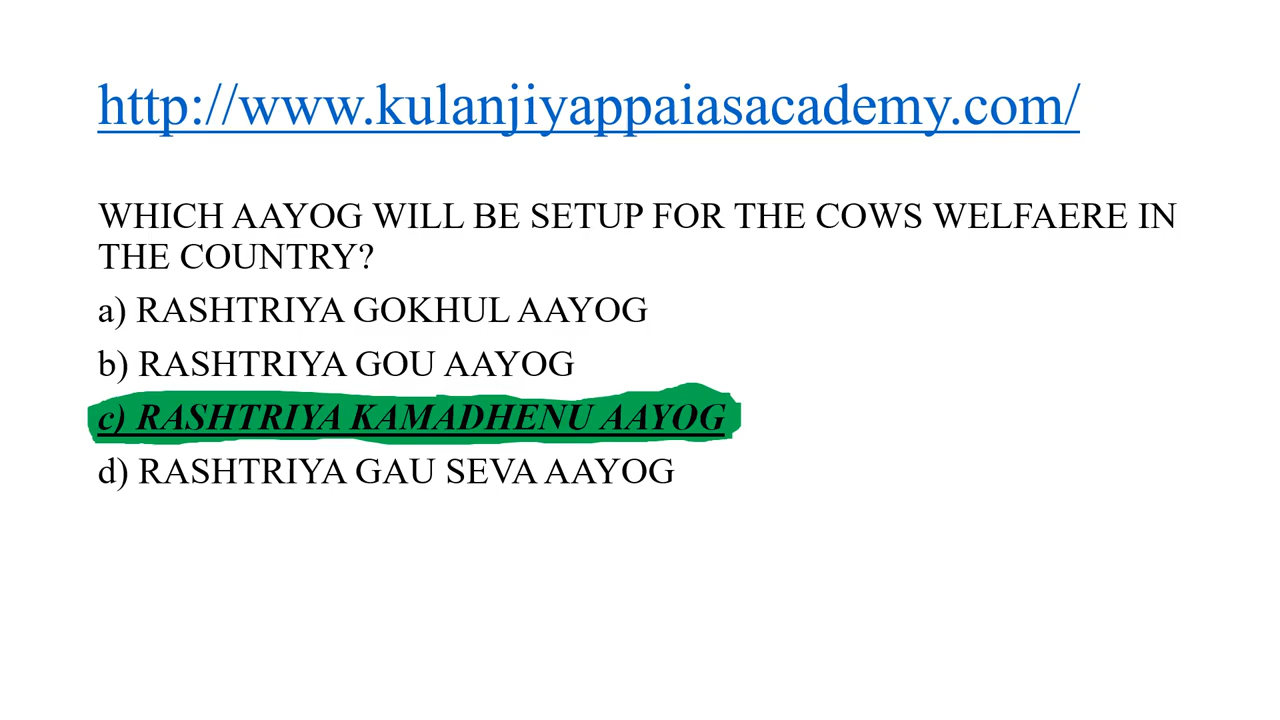 http://www.kulanjiyappaiasacademy.com/
WHICH AAYOG WILL BE SETUP FOR THE COWS WELFAERE IN
THE COUNTRY?
a) RASHTRIYA GOKHUL AAYOG
b) RASHTRIYA GOU AAYOG
c) RASHTRIYA KAMADHENU AAYOG
d) RASHTRIYA GAU SEVA AAYOG